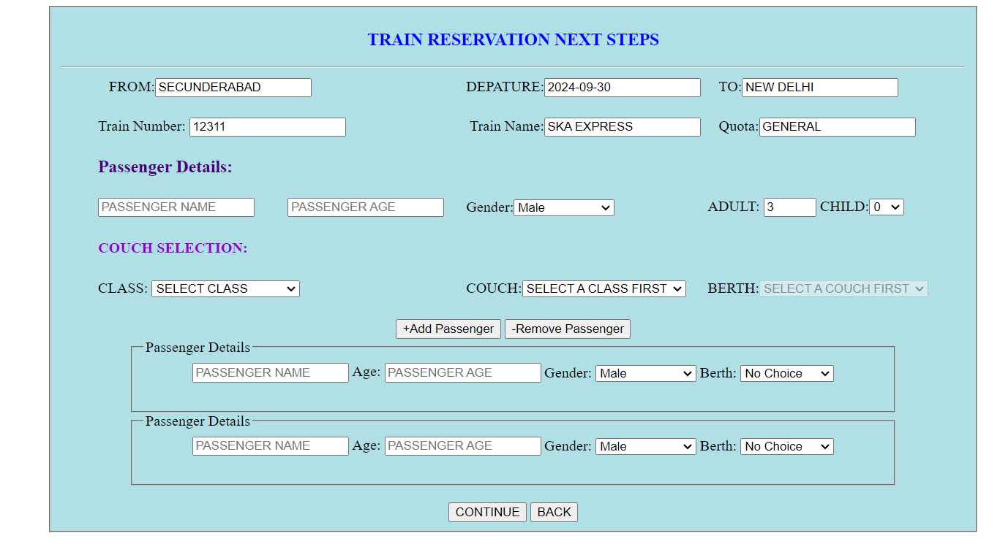 TRAIN RESERVATION NEXT STEPS
FROM: SECUNDERABAD DEPATURE: 2024-09-30 TO: NEW DELHI
Train Number: 12311 Train Name: SKA EXPRESS Quota: GENERAL
Passenger Details:
PASSENGER NAME PASSENGER AGE Gender: Male ADULT: 3 CHILD: 0
COUCH SELECTION:
CLASS: SELECT CLASS COUCH: SELECT A CLASS FIRST BERTH: SELECT A COUCH FIRST
+Add Passenger -Remove Passenger
Passenger Details
PASSENGER NAME Age: PASSENGER AGE Gender: Male Berth: No Choice
Passenger Details
PASSENGER NAME Age: PASSENGER AGE Gender: Male Berth: No Choice
CONTINUE BACK